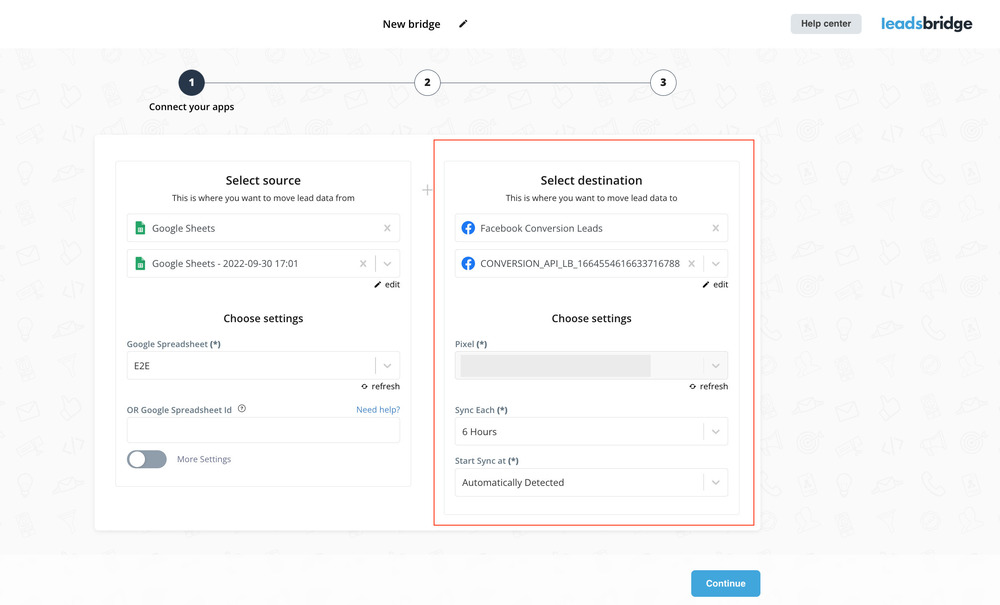 New bridge
Help center
leadsbridge
1
2
3
Connect your apps
Select source
This is where you want to move lead data from
Google Sheets
Google Sheets - 2022-09-30 17:01
edit
Choose settings
Google Spreadsheet (*)
E2E
refresh
OR Google Spreadsheet Id
Need help?
More Settings
Select destination
This is where you want to move lead data to
Facebook Conversion Leads
CONVERSION_API_LB_1664554616633716788
edit
Choose settings
Pixel (*)
refresh
Sync Each (*)
6 Hours
Start Sync at (*)
Automatically Detected
Continue